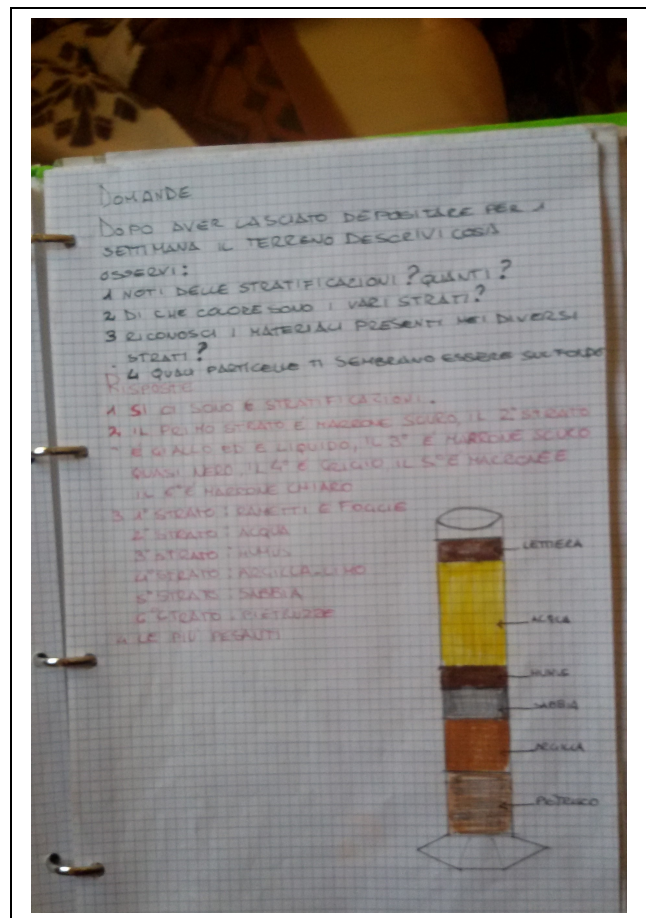 DOMANDE
DOPO AVER LASCIATO DEPOSITARE PER 1
SETTIMANA IL TERRENO DESCRIVI COSA
OSSERVI:
1 NOTI DELLE STRATIFICAZIONI? QUANTI?
2 DI CHE COLORE SONO I VARI STRATI?
3 RICONOSCI I MATERIALI PRESENTI NEI DIVERSI
STRATI?
4 QUALI PARTICELLE TI SEMBRANO ESSERE SUL FONDO
RISPOSTE
1 SI CI SONO 6 STRATIFICAZIONI.
2 IL PRIMO STRATO È MARRONE SCURO, IL 2° STRATO
È GIALLO ED È LIQUIDO, IL 3° È MARRONE SCURO
QUASI NERO, IL 4° È GRIGIO, IL 5° È MARRONE E
IL 6° È MARRONE CHIARO
3 1° STRATO: RAMETTI E FOGLIE
2° STRATO: ACQUA
3° STRATO: HUMUS
4° STRATO: ARGILLA-LIMO
5° STRATO: SABBIA
6° STRATO: PIETRUZZE
4 LE PIÙ PESANTI
LETTIERA
ACQUA
HUMUS
SABBIA
ARGILLA